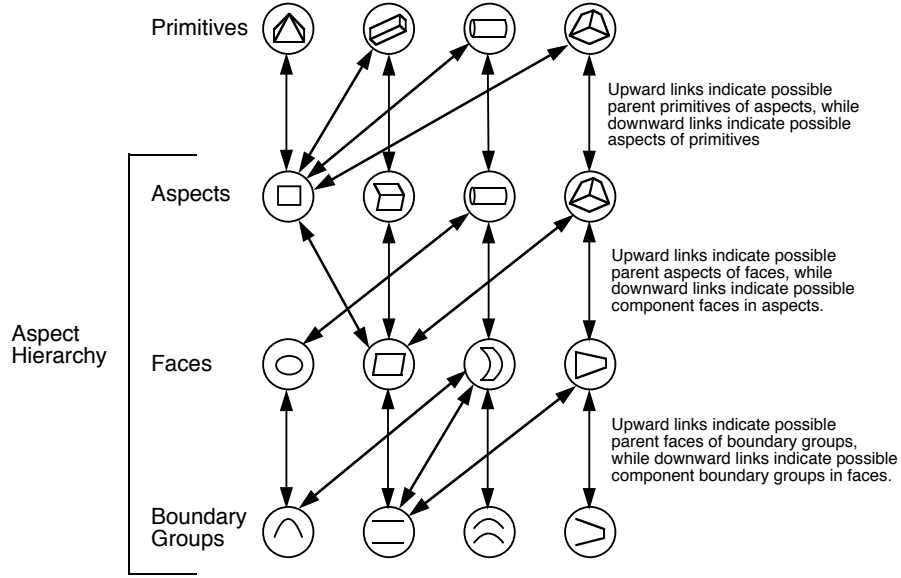 Primitives
Upward links indicate possible
parent primitives of aspects, while
downward links indicate possible
aspects of primitives
Aspects
Upward links indicate possible
parent aspects of faces, while
downward links indicate possible
component faces in aspects.
Aspect
Hierarchy
Faces
Upward links indicate possible
parent faces of boundary groups,
while downward links indicate possible
component boundary groups in faces.
Boundary
Groups